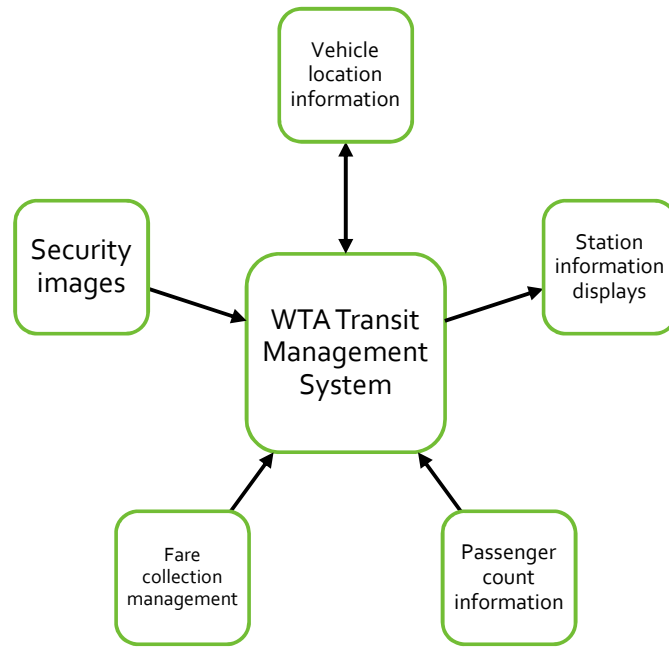 Vehicle
location
information
Security
images
Station
information
displays
WTA Transit
Management
System
Fare
collection
management
Passenger
count
information